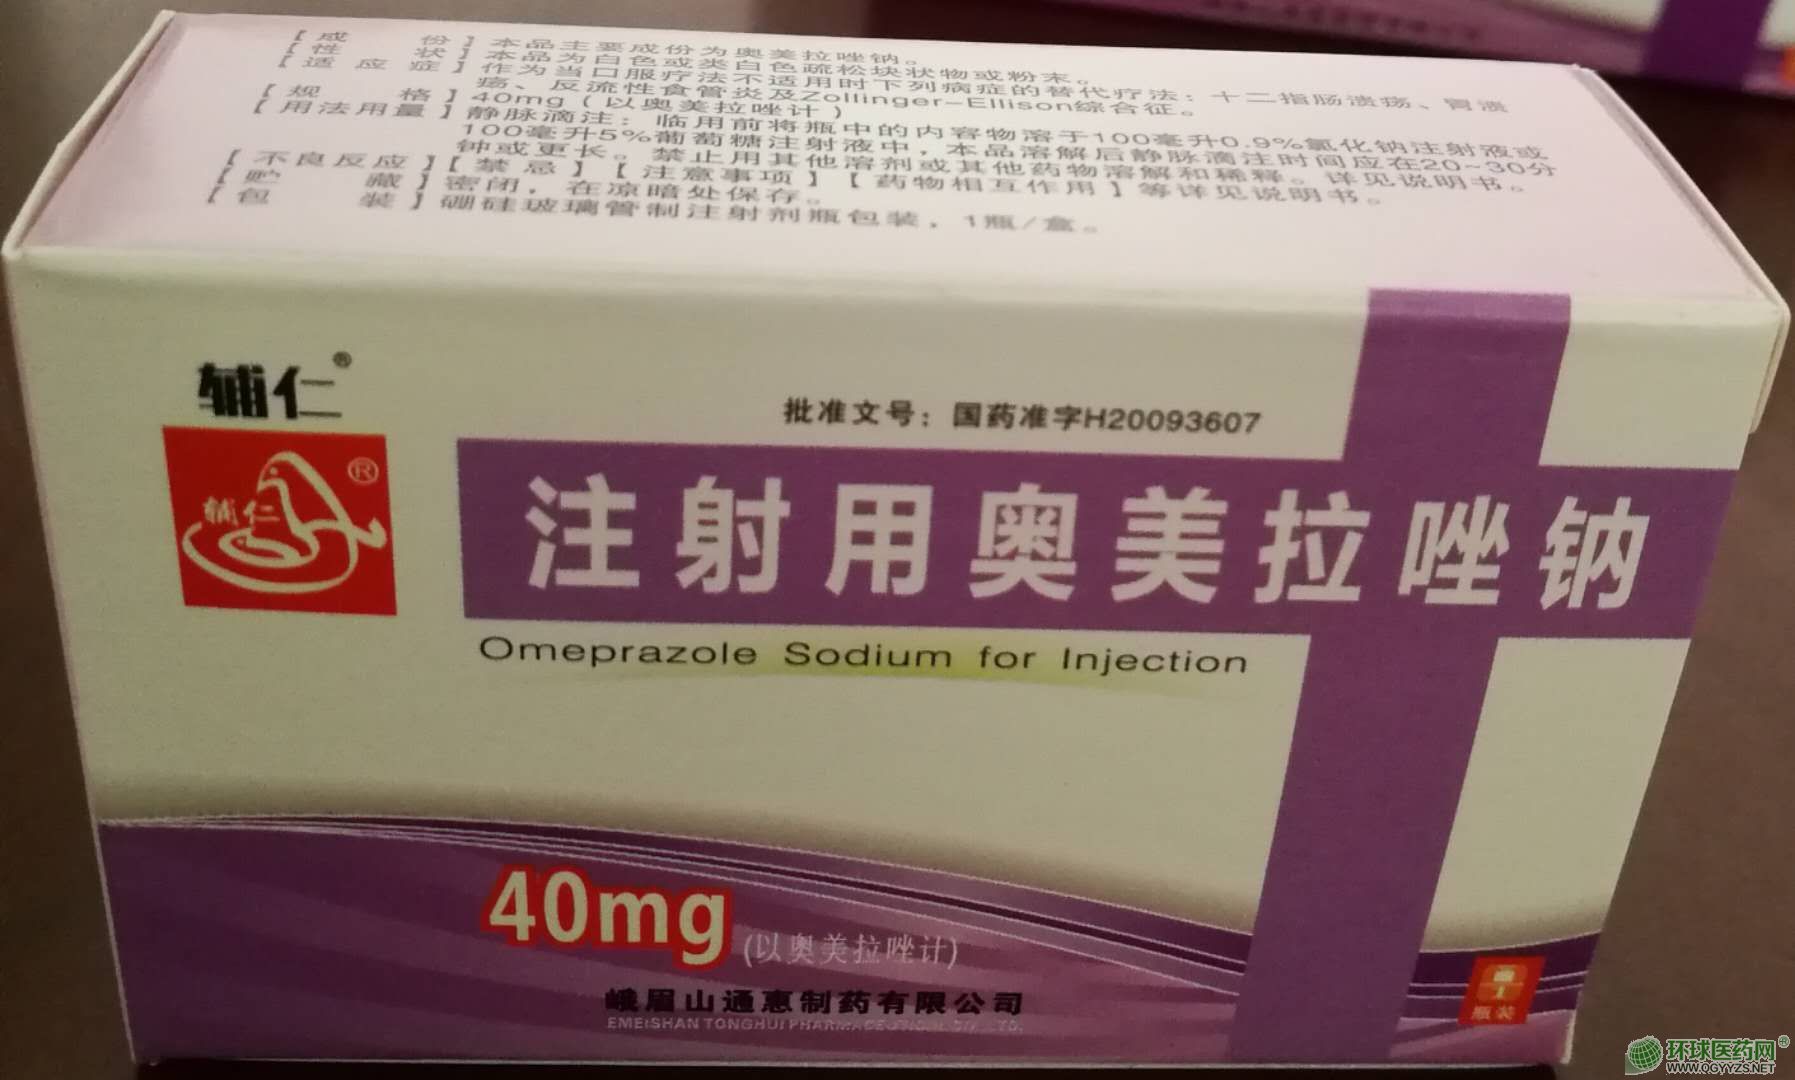 【成 份】本品主要成份为奥美拉唑钠。
【性 状】本品为白色或类白色疏松块状物或粉末。
【适 应 症】作为当口服疗法不适用时下列病症的替代疗法：十二指肠溃疡、胃溃
疡、反流性食管炎及Zollinger-Ellison综合征。
【规 格】40mg（以奥美拉唑计）
【用法用量】静脉滴注：临用前将瓶中的内容物溶于100毫升0.9%氯化钠注射液或
100毫升5%葡萄糖注射液中，本品溶解后静脉滴注时间应在20~30分
钟或更长。禁止用其他溶剂或其他药物溶解和稀释。详见说明书。
【不良反应】【禁忌】【注意事项】【药物相互作用】等详见说明书。
【贮 藏】密闭，在凉暗处保存。
【包 装】硼硅玻璃管制注射剂瓶包装，1瓶/盒。
辅仁®
批准文号：国药准字H20093607
辅仁®
注射用奥美拉唑钠
Omeprazole Sodium for Injection
40mg
(以奥美拉唑计)
峨眉山通惠制药有限公司
EMEISHAN TONGHUI PHARMACEUTICAL CO., LTD.
1
瓶装
环球医药网®
WWW.QGYYZS.NET